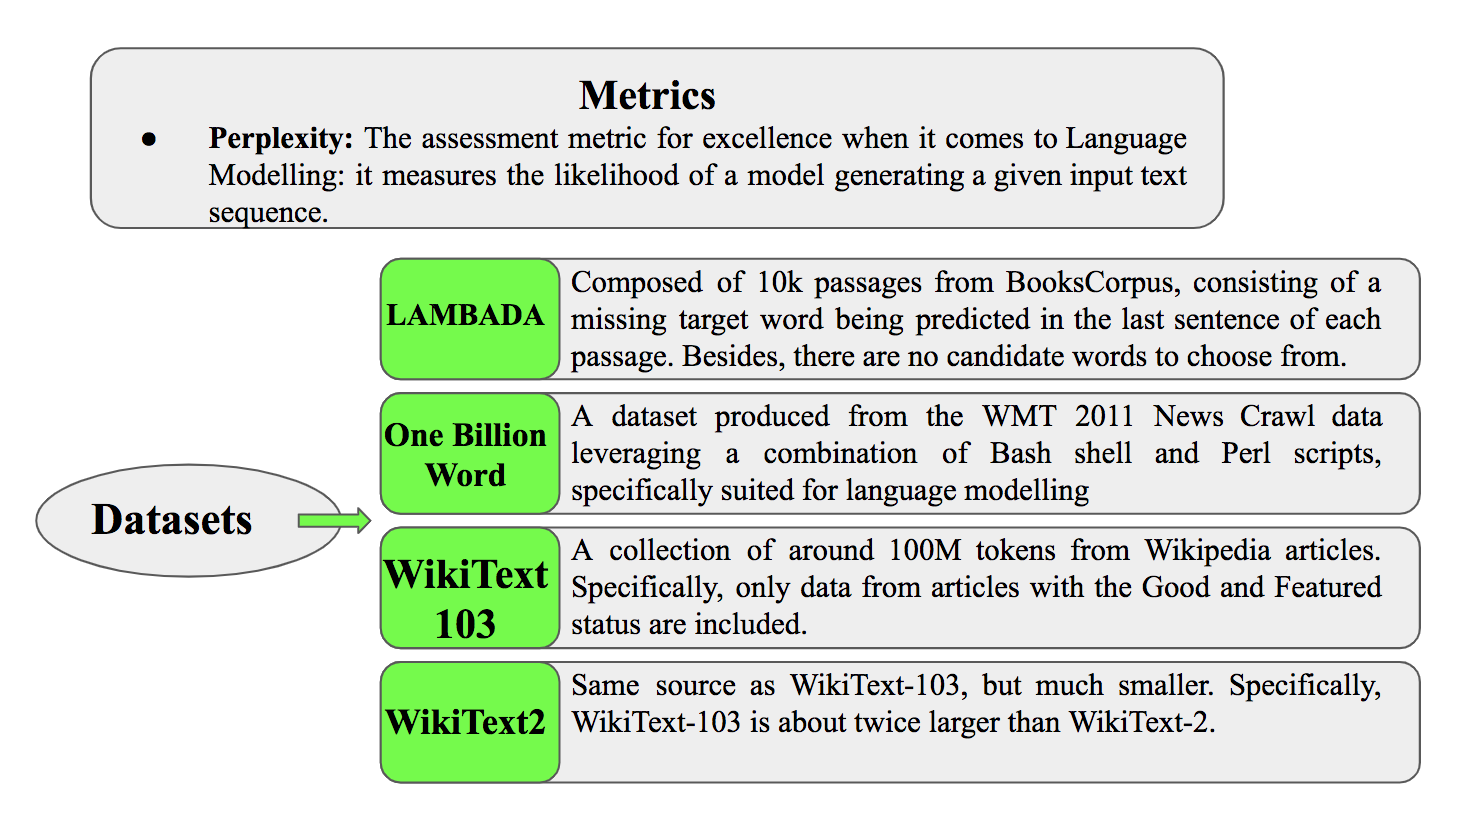 Metrics
● Perplexity: The assessment metric for excellence when it comes to Language
Modelling: it measures the likelihood of a model generating a given input text
sequence.
LAMBADA
Composed of 10k passages from BooksCorpus, consisting of a
missing target word being predicted in the last sentence of each
passage. Besides, there are no candidate words to choose from.
One Billion
Word
A dataset produced from the WMT 2011 News Crawl data
leveraging a combination of Bash shell and Perl scripts,
specifically suited for language modelling
Datasets
WikiText
103
A collection of around 100M tokens from Wikipedia articles.
Specifically, only data from articles with the Good and Featured
status are included.
WikiText2
Same source as WikiText-103, but much smaller. Specifically,
WikiText-103 is about twice larger than WikiText-2.